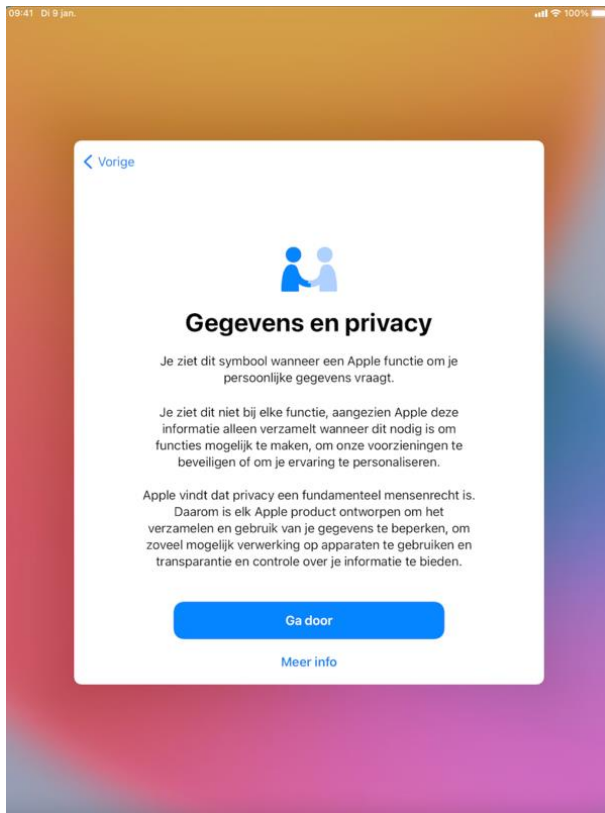 09:41 Di 9 jan.
100%
Vorige
Gegevens en privacy
Je ziet dit symbool wanneer een Apple functie om je
persoonlijke gegevens vraagt.
Je ziet dit niet bij elke functie, aangezien Apple deze
informatie alleen verzamelt wanneer dit nodig is om
functies mogelijk te maken, om onze voorzieningen te
beveiligen of om je ervaring te personaliseren.
Apple vindt dat privacy een fundamenteel mensenrecht is.
Daarom is elk Apple product ontworpen om het
verzamelen en gebruik van je gegevens te beperken, om
zoveel mogelijk verwerking op apparaten te gebruiken en
transparantie en controle over je informatie te bieden.
Ga door
Meer info